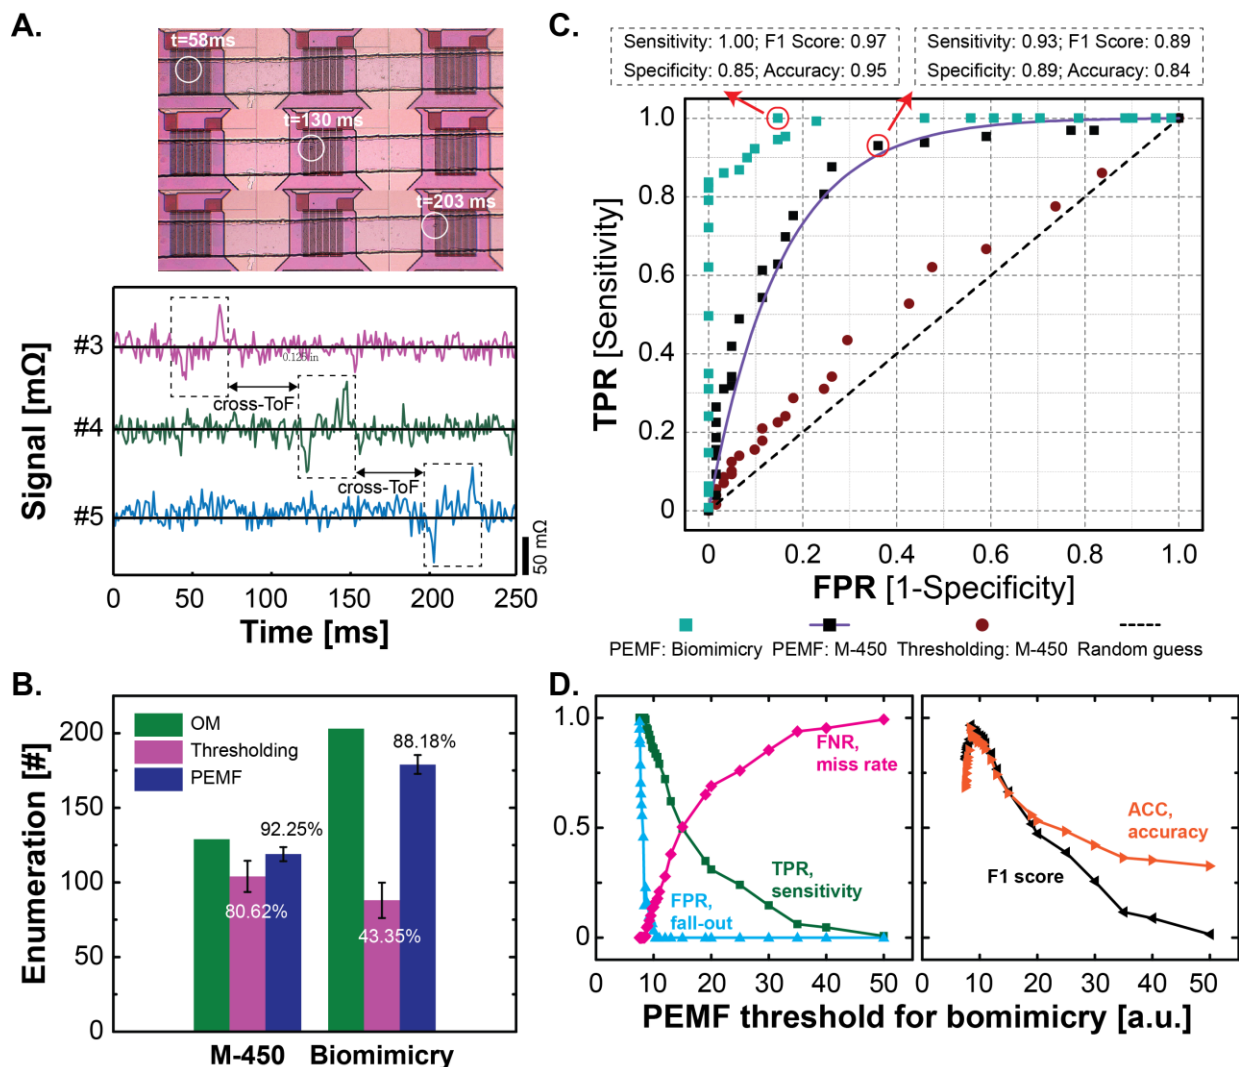 A.
t=58ms
t=130 ms
t=203 ms
#3
0.126in
cross-ToF
#4
cross-ToF
#5
Signal [mΩ]
50 mΩ
0 50 100 150 200 250
Time [ms]
B.
OM
Thresholding
PEMF
88.18%
92.25%
80.62%
43.35%
200
150
100
50
0
Enumeration [#]
M-450 Biomimicry
C.
Sensitivity: 1.00; F1 Score: 0.97
Specificity: 0.85; Accuracy: 0.95
Sensitivity: 0.93; F1 Score: 0.89
Specificity: 0.89; Accuracy: 0.84
1.0
0.8
0.6
0.4
0.2
0
TPR [Sensitivity]
0 0.2 0.4 0.6 0.8 1.0
FPR [1-Specificity]
PEMF: Biomimicry PEMF: M-450 Thresholding: M-450 Random guess
D.
1.0
0.5
0
FNR,
miss rate
TPR,
sensitivity
FPR,
fall-out
ACC,
accuracy
F1 score
0 10 20 30 40 50 0 10 20 30 40 50
PEMF threshold for bomimicry [a.u.]